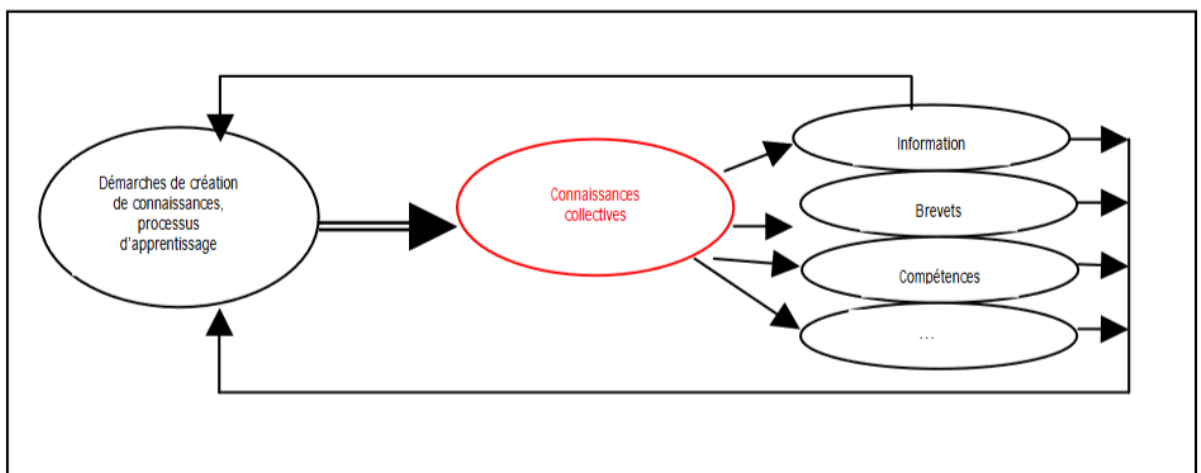 Démarches de création
de connaissances,
processus
d'apprentissage
Connaissances
collectives
Information
Brevets
Compétences
...